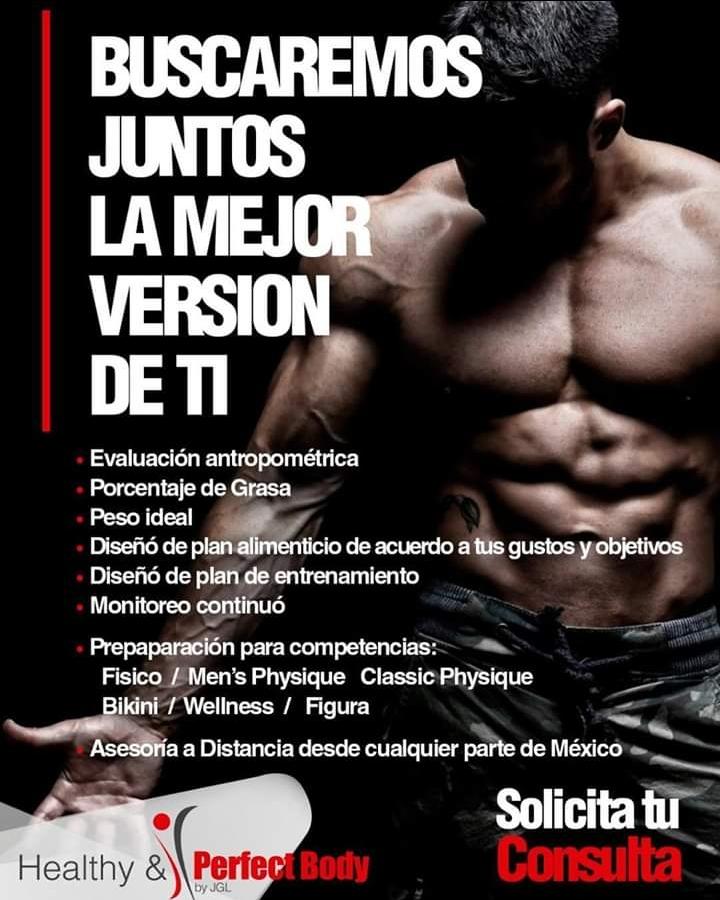 BUSCAREMOS
JUNTOS
LA MEJOR
VERSION
DE TI
• Evaluación antropométrica
• Porcentaje de Grasa
• Peso ideal
• Diseñó de plan alimenticio de acuerdo a tus gustos y objetivos
• Diseñó de plan de entrenamiento
• Monitoreo continuó
• Prepaparación para competencias:
Fisico / Men's Physique Classic Physique
Bikini / Wellness / Figura
• Asesoría a Distancia desde cualquier parte de México
Solicita tu
Consulta
Healthy & Perfect Body
by JGL